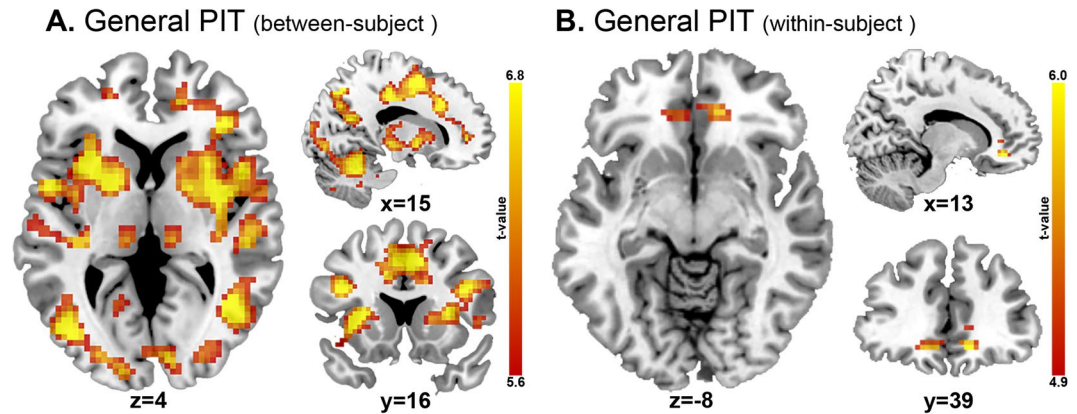 A. General PIT (between-subject )
6.8
t-value
5.6
x=15
z=4
y=16
B. General PIT (within-subject )
6.0
t-value
4.9
x=13
z=-8
y=39